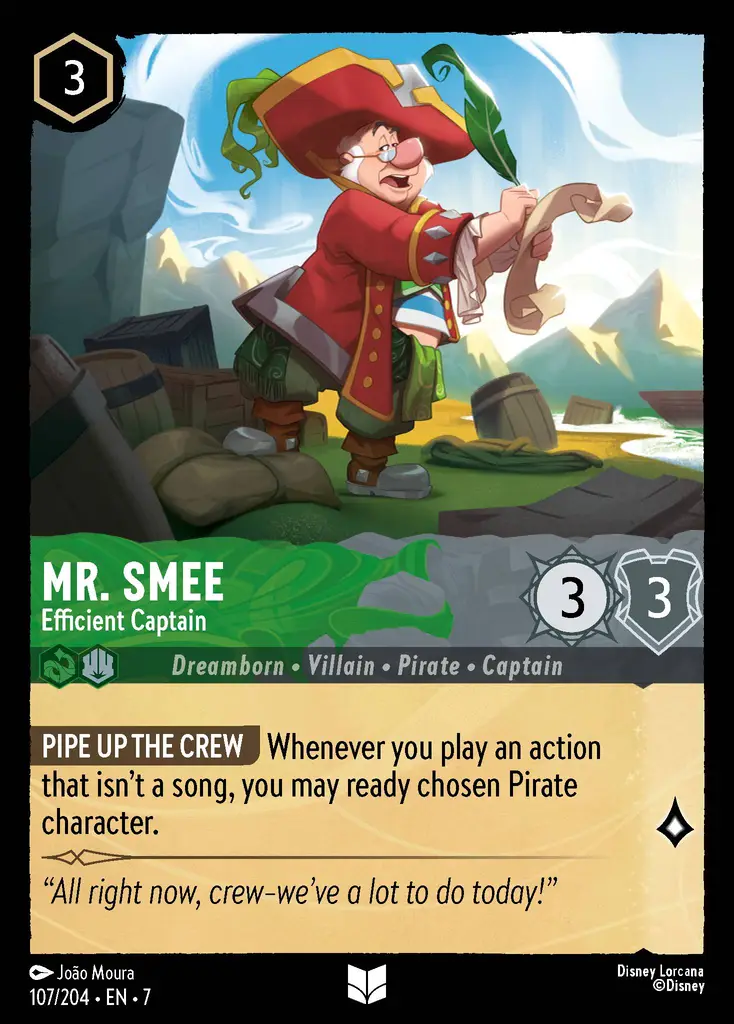 3
MR. SMEE
Efficient Captain
3
3
Dreamborn • Villain • Pirate • Captain
PIPE UP THE CREW Whenever you play an action
that isn't a song, you may ready chosen Pirate
character.
“All right now, crew–we've a lot to do today!”
João Moura
107/204 • EN • 7
Disney Lorcana
©Disney